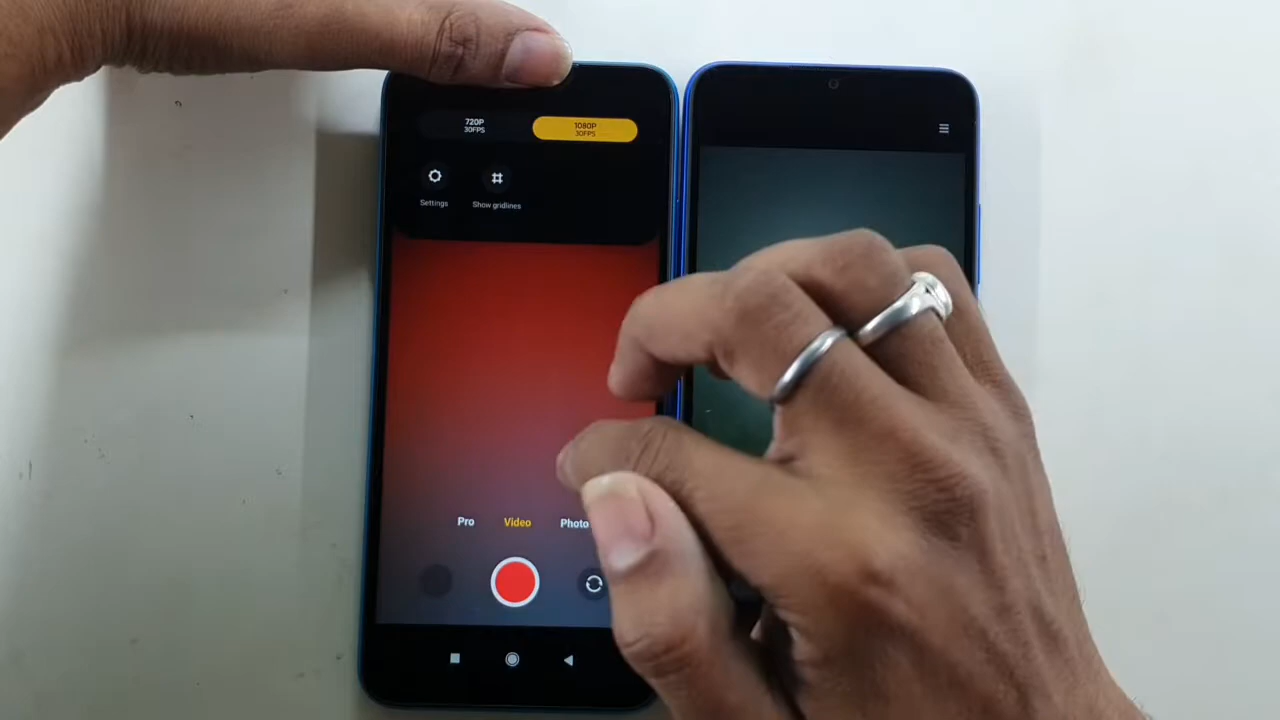 720P
30FPS
1080P
30FPS
Settings
Show gridlines
Pro
Video
Photo